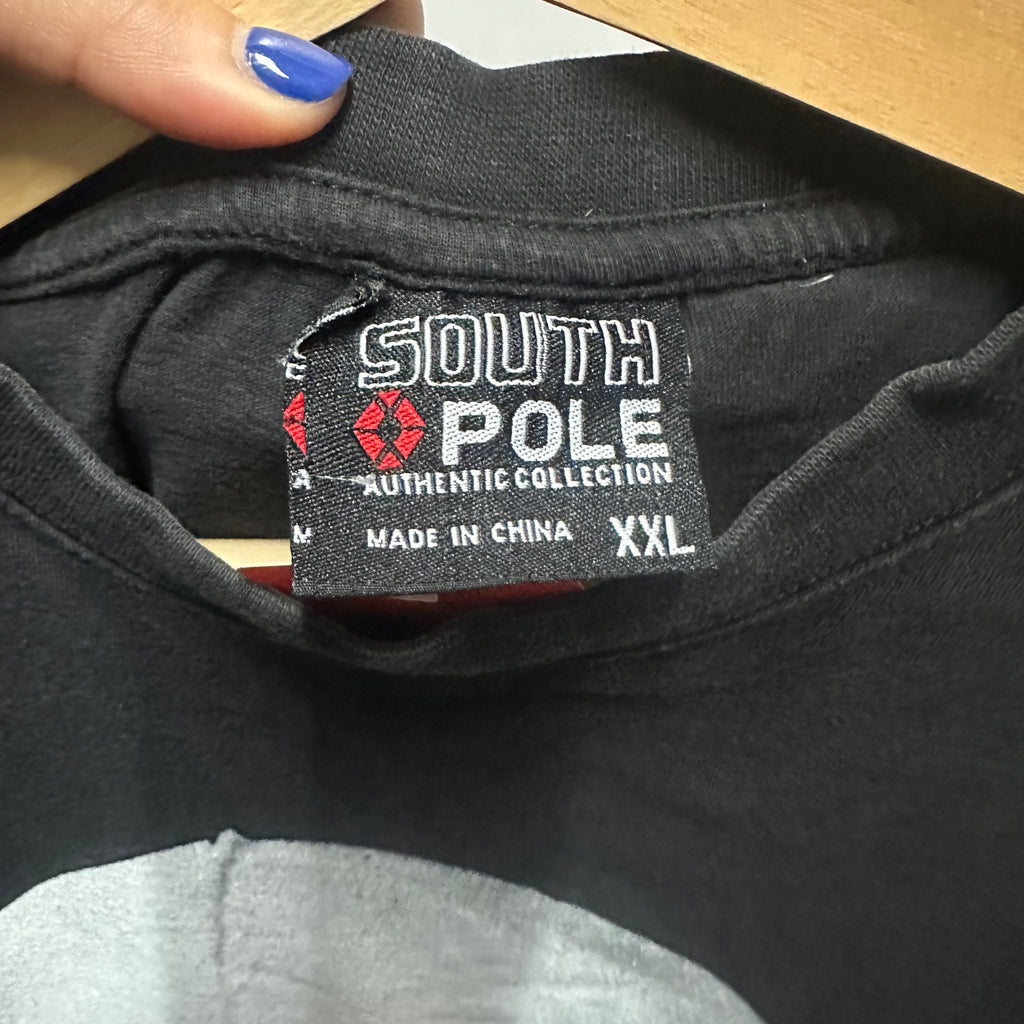 SOUTH
POLE
AUTHENTIC COLLECTION
MADE IN CHINA XXL